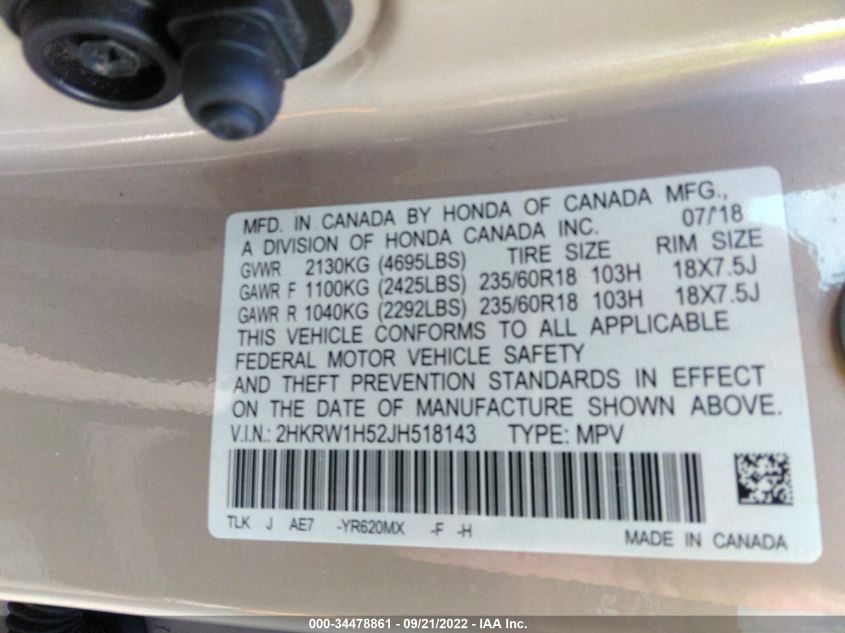 MFD. IN CANADA BY HONDA OF CANADA MFG.,
A DIVISION OF HONDA CANADA INC. 07/'18
GVWR 2130KG (4695LBS) TIRE SIZE RIM SIZE
GAWR F 1100KG (2425LBS) 235/60R18 103H 18X7.5J
GAWR R 1040KG (2292LBS) 235/60R18 103H 18X7.5J
THIS VEHICLE CONFORMS TO ALL APPLICABLE
FEDERAL MOTOR VEHICLE SAFETY
AND THEFT PREVENTION STANDARDS IN EFFECT
ON THE DATE OF MANUFACTURE SHOWN ABOVE.
V.I.N.: 2HKRW1H52JH518143 TYPE: MPV
TLK J AE7 -YR620MX -F -H
MADE IN CANADA
000-34478861 - 09/21/2022 - IAA Inc.